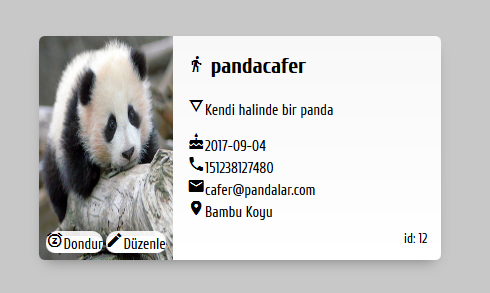 pandacafer
Kendi halinde bir panda
2017-09-04
151238127480
cafer@pandalar.com
Bambu Koyu
Dondur Düzenle
id: 12